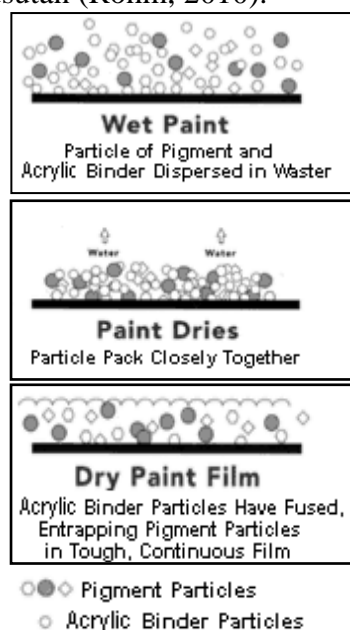 (Rohm, 2010).
Wet Paint
Particle of Pigment and
Acrylic Binder Dispersed in Waster
Water Water
Paint Dries
Particle Pack Closely Together
Dry Paint Film
Acrylic Binder Particles Have Fused,
Entrapping Pigment Particles
in Tough, Continuous Film
Pigment Particles
Acrylic Binder Particles